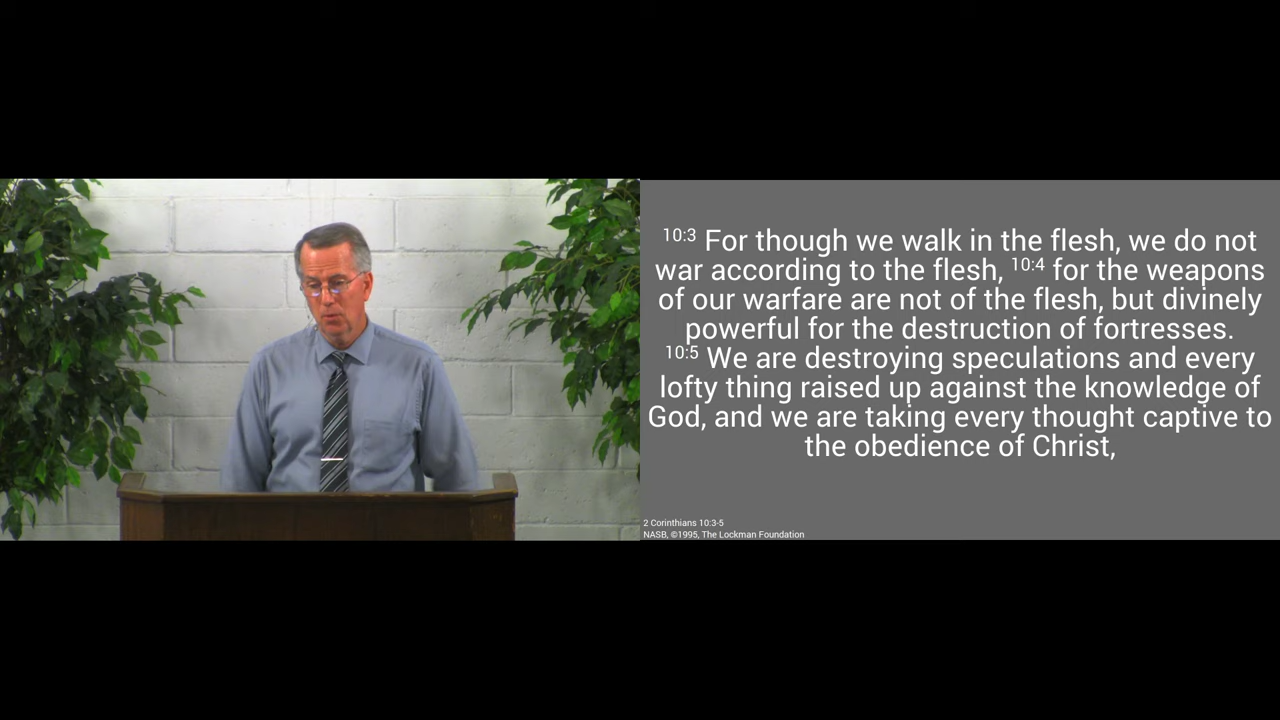 10:3 For though we walk in the flesh, we do not
war according to the flesh, 10:4 for the weapons
of our warfare are not of the flesh, but divinely
powerful for the destruction of fortresses.
10:5 We are destroying speculations and every
lofty thing raised up against the knowledge of
God, and we are taking every thought captive to
the obedience of Christ,
2 Corinthians 10:3-5
NASB, ©1995, The Lockman Foundation